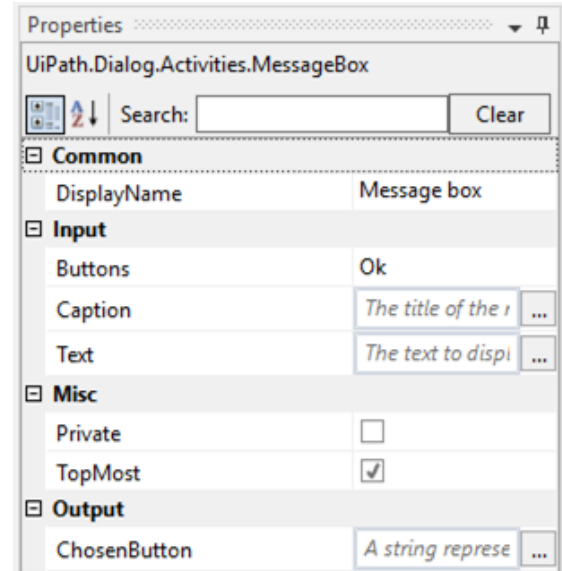 Properties
UiPath.Dialog.Activities.MessageBox
Search: Clear
Common
DisplayName Message box
Input
Buttons Ok
Caption The title of the r ...
Text The text to displ ...
Misc
Private
TopMost
Output
ChosenButton A string represe ...